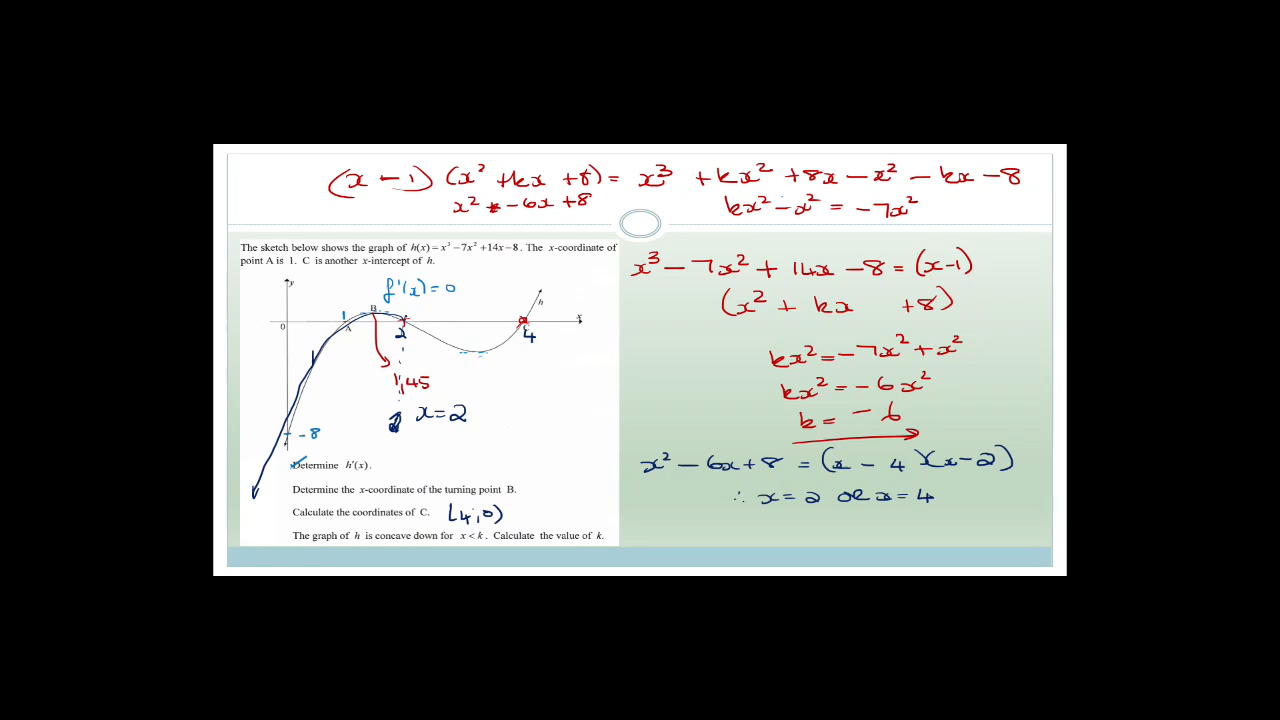 (x - 1) (x² + kx + 8) = x³ + kx² + 8x - x² - kx - 8
x² - 6x + 8
kx² - x² = -7x²
The sketch below shows the graph of h(x) = x³ - 7x² + 14x - 8. The x-coordinate of
point A is 1. C is another x-intercept of h.
y
f'(x) = 0
h
B
1
x
0
A
2
C
4
1,45
x = 2
-8
Determine h'(x).
Determine the x-coordinate of the turning point B.
Calculate the coordinates of C. (4;0)
The graph of h is concave down for x < k. Calculate the value of k.
x³ - 7x² + 14x - 8 = (x-1)
(x² + kx + 8)
kx² = -7x² + x²
kx² = -6x²
k = -6
x² - 6x + 8 = (x - 4)(x - 2)
∴ x = 2 or x = 4